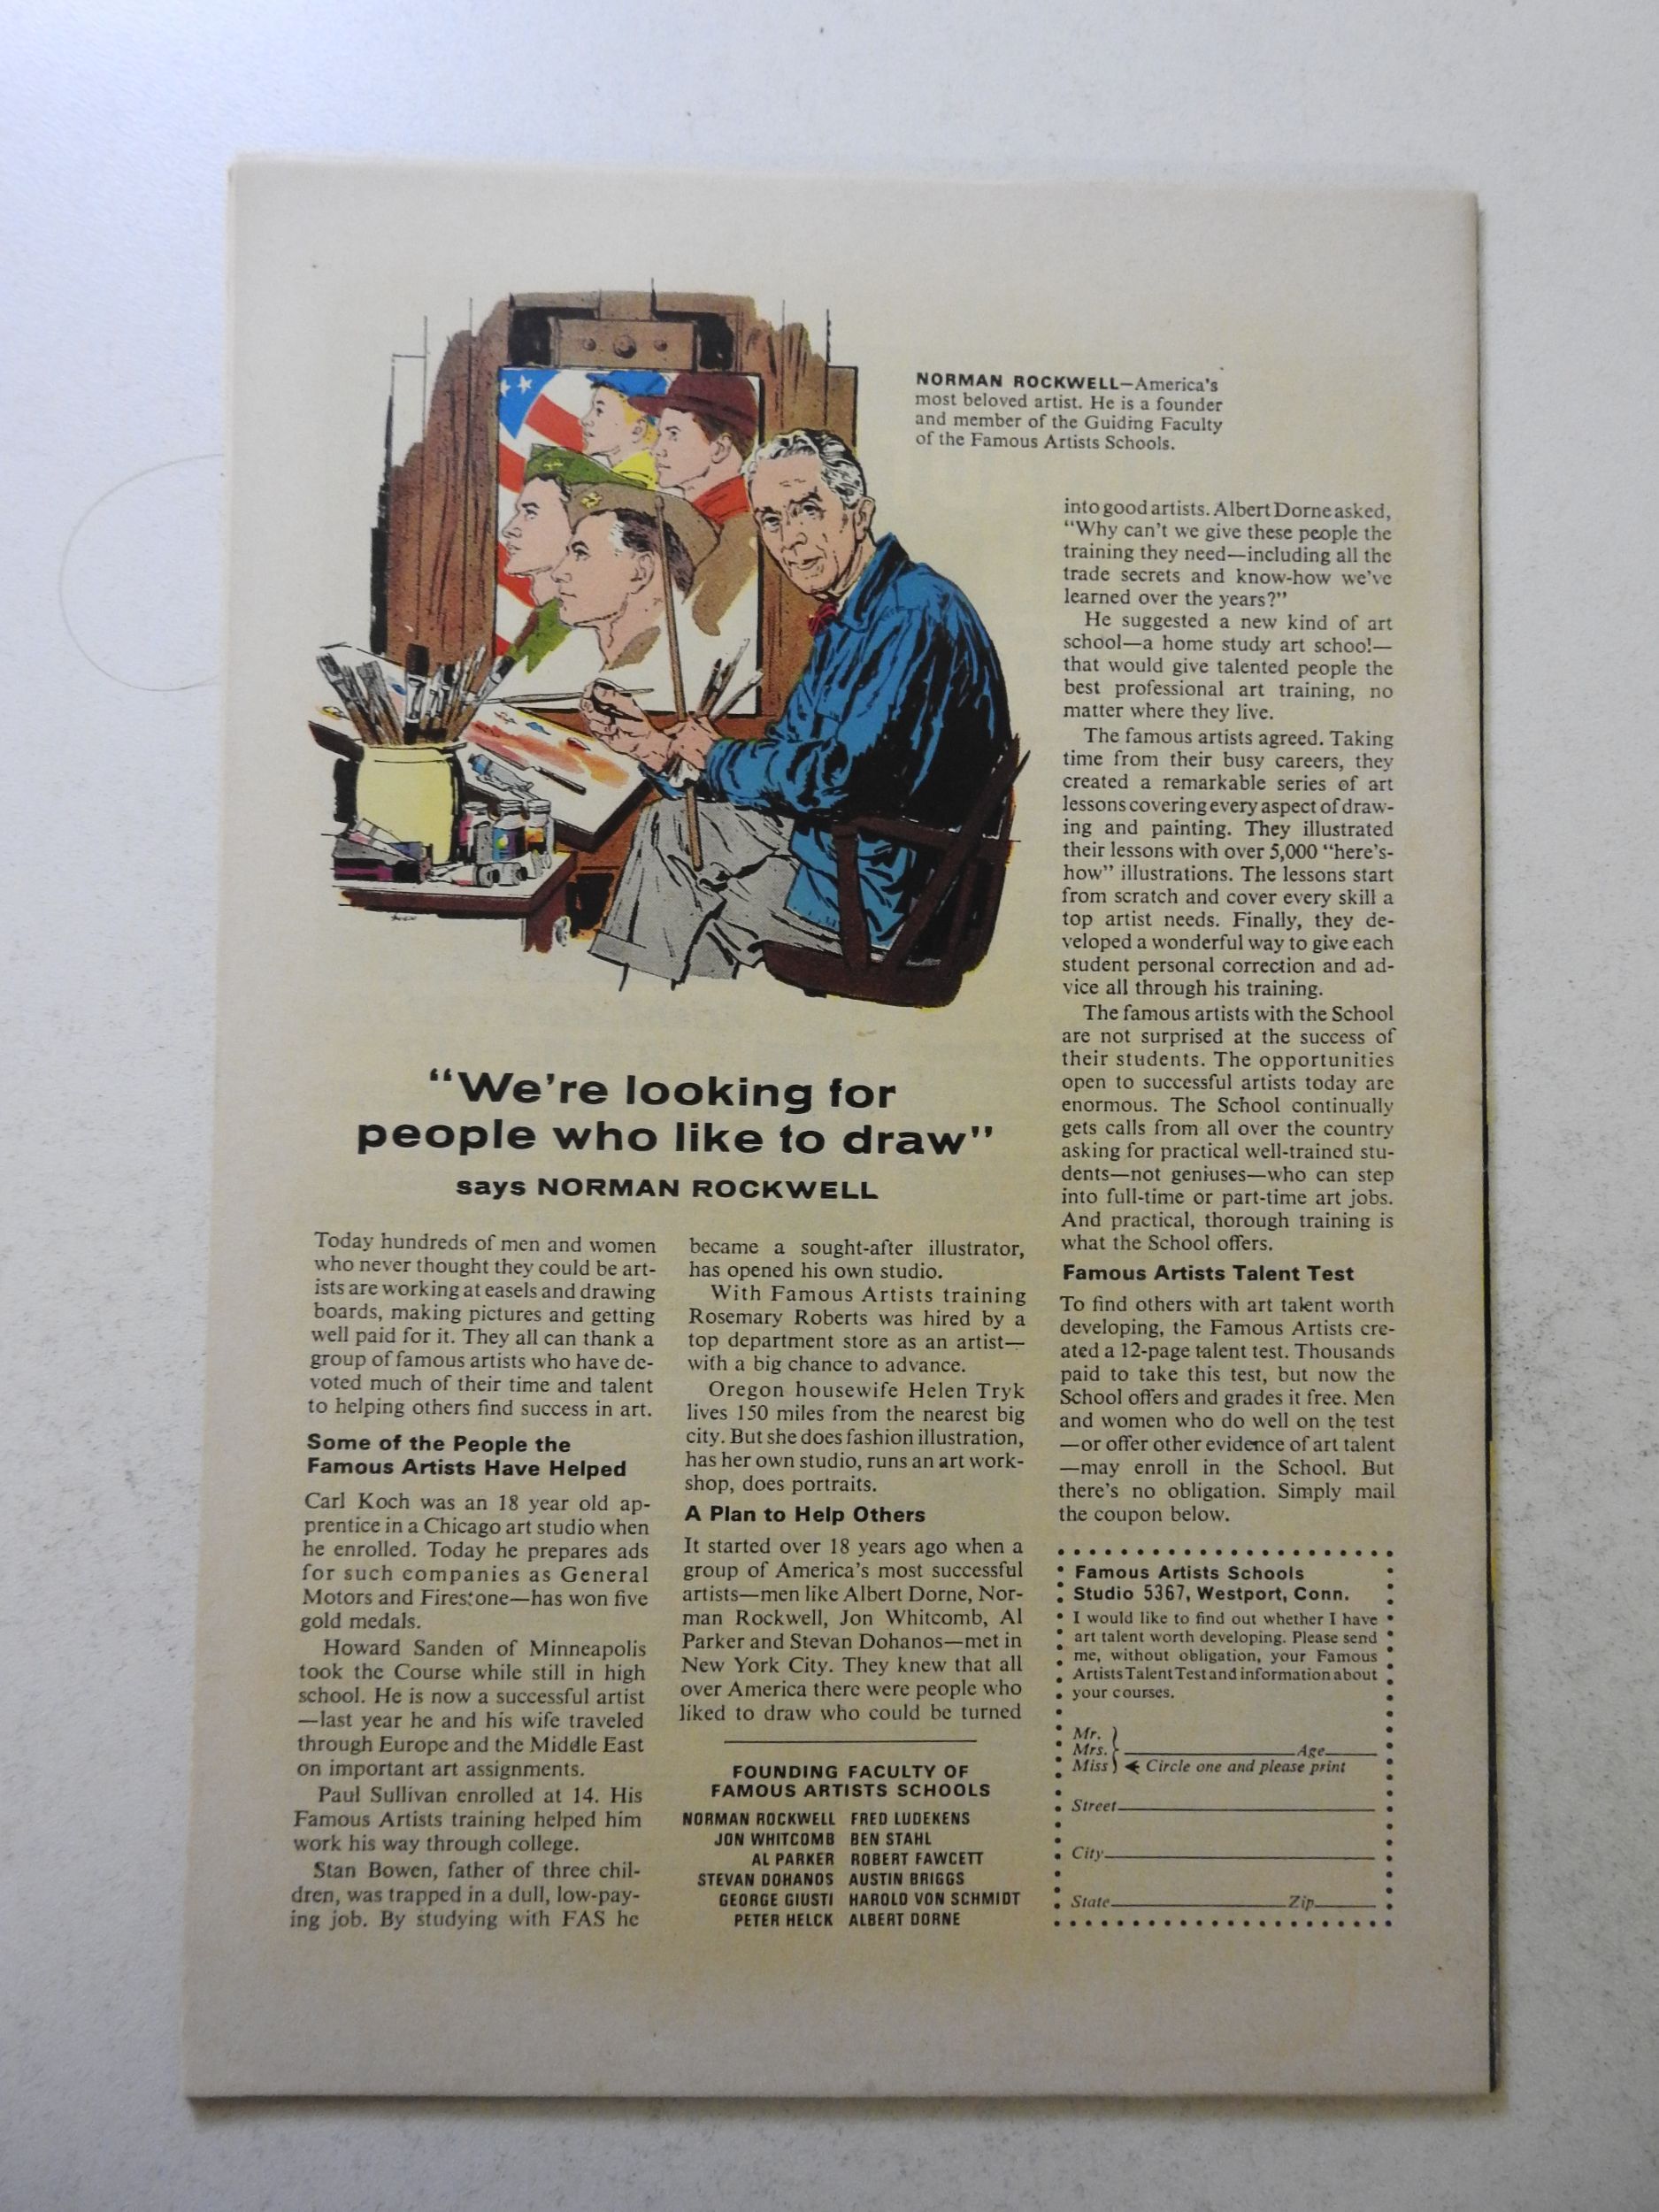 NORMAN ROCKWELL—America's
most beloved artist. He is a founder
and member of the Guiding Faculty
of the Famous Artists Schools.
"We're looking for
people who like to draw"
says NORMAN ROCKWELL
Today hundreds of men and women
who never thought they could be art-
ists are working at easels and drawing
boards, making pictures and getting
well paid for it. They all can thank a
group of famous artists who have de-
voted much of their time and talent
to helping others find success in art.
Some of the People the
Famous Artists Have Helped
Carl Koch was an 18 year old ap-
prentice in a Chicago art studio when
he enrolled. Today he prepares ads
for such companies as General
Motors and Firestone—has won five
gold medals.
Howard Sanden of Minneapolis
took the Course while still in high
school. He is now a successful artist
—last year he and his wife traveled
through Europe and the Middle East
on important art assignments.
Paul Sullivan enrolled at 14. His
Famous Artists training helped him
work his way through college.
Stan Bowen, father of three chil-
dren, was trapped in a dull, low-pay-
ing job. By studying with FAS he
became a sought-after illustrator,
has opened his own studio.
With Famous Artists training
Rosemary Roberts was hired by a
top department store as an artist—
with a big chance to advance.
Oregon housewife Helen Tryk
lives 150 miles from the nearest big
city. But she does fashion illustration,
has her own studio, runs an art work-
shop, does portraits.
A Plan to Help Others
It started over 18 years ago when a
group of America's most successful
artists—men like Albert Dorne, Nor-
man Rockwell, Jon Whitcomb, Al
Parker and Stevan Dohanos—met in
New York City. They knew that all
over America there were people who
liked to draw who could be turned
FOUNDING FACULTY OF
FAMOUS ARTISTS SCHOOLS
NORMAN ROCKWELL FRED LUDEKENS
JON WHITCOMB BEN STAHL
AL PARKER ROBERT FAWCETT
STEVAN DOHANOS AUSTIN BRIGGS
GEORGE GIUSTI HAROLD VON SCHMIDT
PETER HELCK ALBERT DORNE
into good artists. Albert Dorne asked,
"Why can't we give these people the
training they need—including all the
trade secrets and know-how we've
learned over the years?"
He suggested a new kind of art
school—a home study art school—
that would give talented people the
best professional art training, no
matter where they live.
The famous artists agreed. Taking
time from their busy careers, they
created a remarkable series of art
lessons covering every aspect of draw-
ing and painting. They illustrated
their lessons with over 5,000 "here's-
how" illustrations. The lessons start
from scratch and cover every skill a
top artist needs. Finally, they de-
veloped a wonderful way to give each
student personal correction and ad-
vice all through his training.
The famous artists with the School
are not surprised at the success of
their students. The opportunities
open to successful artists today are
enormous. The School continually
gets calls from all over the country
asking for practical well-trained stu-
dents—not geniuses—who can step
into full-time or part-time art jobs.
And practical, thorough training is
what the School offers.
Famous Artists Talent Test
To find others with art talent worth
developing, the Famous Artists cre-
ated a 12-page talent test. Thousands
paid to take this test, but now the
School offers and grades it free. Men
and women who do well on the test
—or offer other evidence of art talent
—may enroll in the School. But
there's no obligation. Simply mail
the coupon below.
Famous Artists Schools
Studio 5367, Westport, Conn.
I would like to find out whether I have
art talent worth developing. Please send
me, without obligation, your Famous
Artists Talent Test and information about
your courses.
Mr.
Mrs. Age
Miss Circle one and please print
Street
City
State Zip